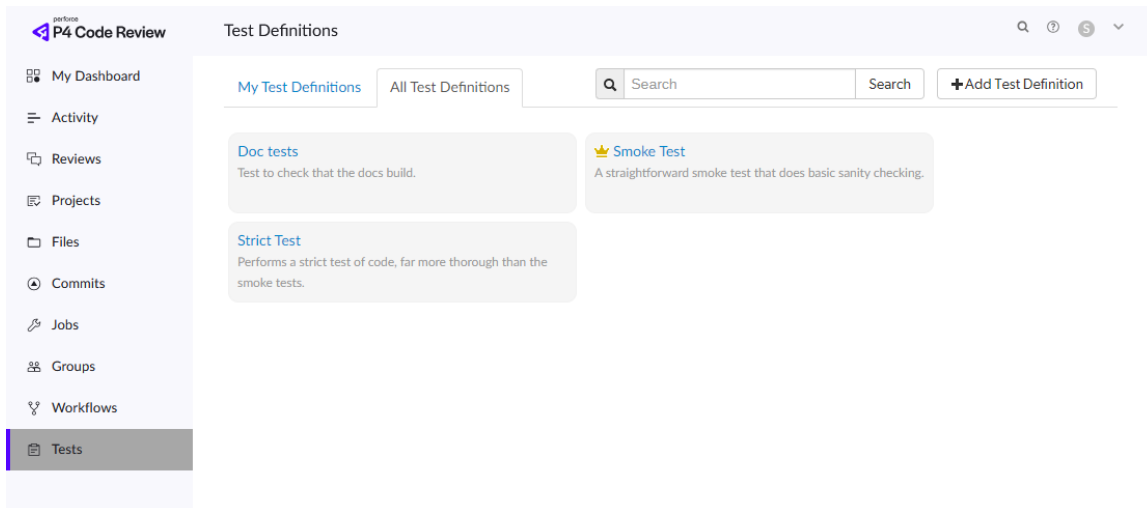 perforce
P4 Code Review
Test Definitions
S
My Dashboard
Activity
Reviews
Projects
Files
Commits
Jobs
Groups
Workflows
Tests
My Test Definitions
All Test Definitions
Search
Search
+Add Test Definition
Doc tests
Test to check that the docs build.
Smoke Test
A straightforward smoke test that does basic sanity checking.
Strict Test
Performs a strict test of code, far more thorough than the
smoke tests.